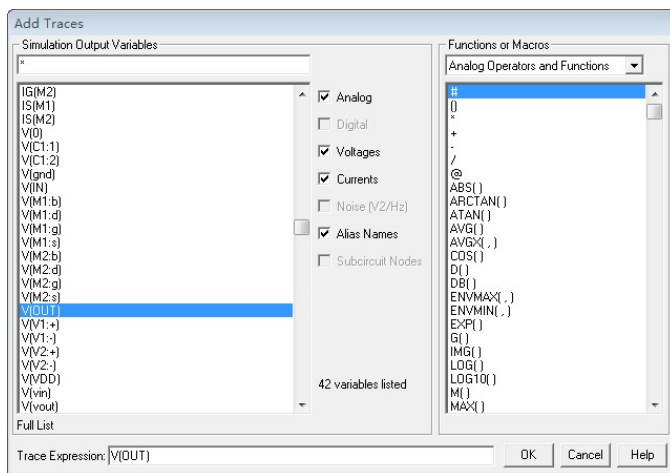 Add Traces
Simulation Output Variables
*
IG(M2)
IS(M1)
IS(M2)
V(0)
V(C1:1)
V(C1:2)
V(gnd)
V(IN)
V(M1:b)
V(M1:d)
V(M1:g)
V(M1:s)
V(M2:b)
V(M2:d)
V(M2:g)
V(M2:s)
V(OUT)
V(V1:+)
V(V1:-)
V(V2:+)
V(V2:-)
V(VDD)
V(vin)
V(vout)
Full List
Analog
Digital
Voltages
Currents
Noise (V2/Hz)
Alias Names
Subcircuit Nodes
42 variables listed
Functions or Macros
Analog Operators and Functions
#
()
*
+
-
/
@
ABS( )
ARCTAN( )
ATAN( )
AVG( )
AVGX( , )
COS( )
D( )
DB( )
ENVMAX( , )
ENVMIN( , )
EXP( )
G( )
IMG( )
LOG( )
LOG10( )
M( )
MAX( )
Trace Expression: V(OUT)
OK
Cancel
Help